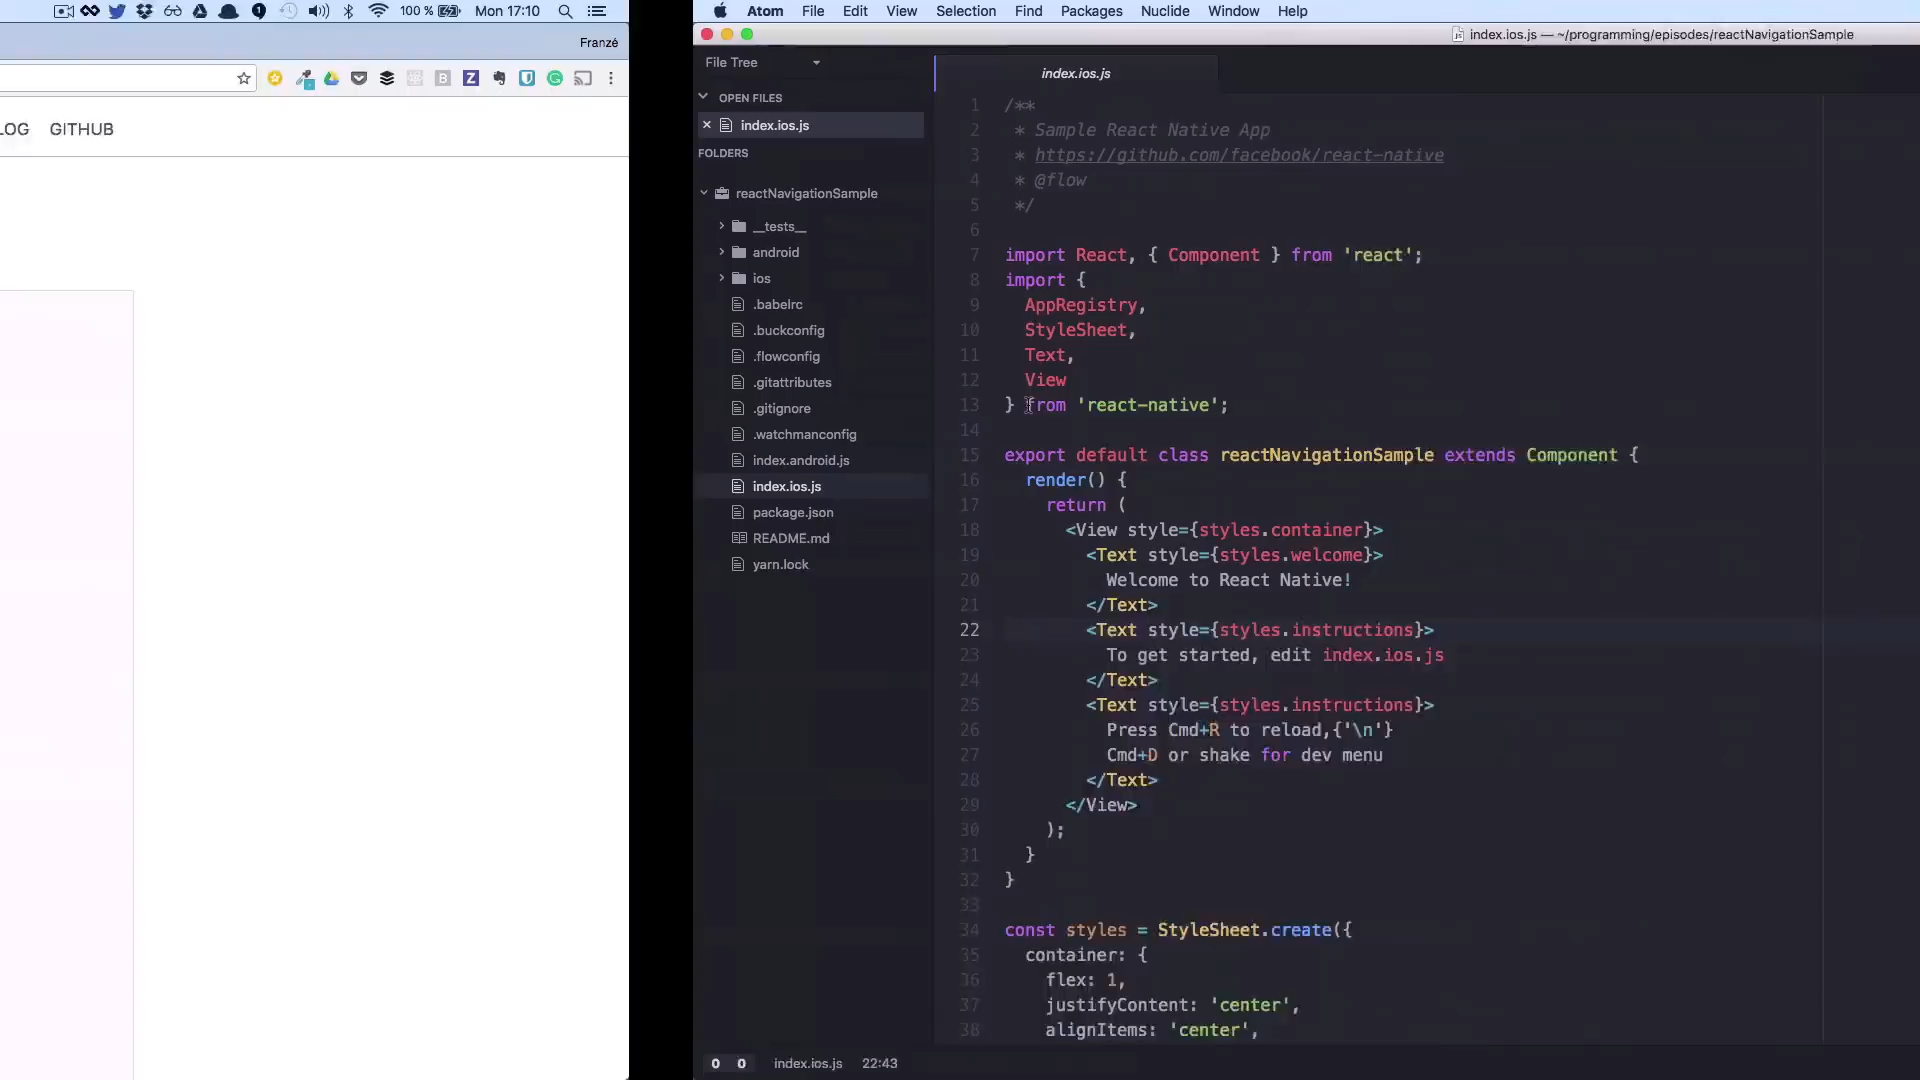 100 %
Mon 17:10
Franzé
LOG GITHUB
Atom File Edit View Selection Find Packages Nuclide Window Help
index.ios.js — ~/programming/episodes/reactNavigationSample
File Tree
OPEN FILES
index.ios.js
FOLDERS
reactNavigationSample
__tests__
android
ios
.babelrc
.buckconfig
.flowconfig
.gitattributes
.gitignore
.watchmanconfig
index.android.js
index.ios.js
package.json
README.md
yarn.lock
index.ios.js
1 /**
2 * Sample React Native App
3 * https://github.com/facebook/react-native
4 * @flow
5 */
6
7 import React, { Component } from 'react';
8 import {
9 AppRegistry,
10 StyleSheet,
11 Text,
12 View
13 } from 'react-native';
14
15 export default class reactNavigationSample extends Component {
16 render() {
17 return (
18 <View style={styles.container}>
19 <Text style={styles.welcome}>
20 Welcome to React Native!
21 </Text>
22 <Text style={styles.instructions}>
23 To get started, edit index.ios.js
24 </Text>
25 <Text style={styles.instructions}>
26 Press Cmd+R to reload,{'\n'}
27 Cmd+D or shake for dev menu
28 </Text>
29 </View>
30 );
31 }
32 }
33
34 const styles = StyleSheet.create({
35 container: {
36 flex: 1,
37 justifyContent: 'center',
38 alignItems: 'center',
0 0 index.ios.js 22:43